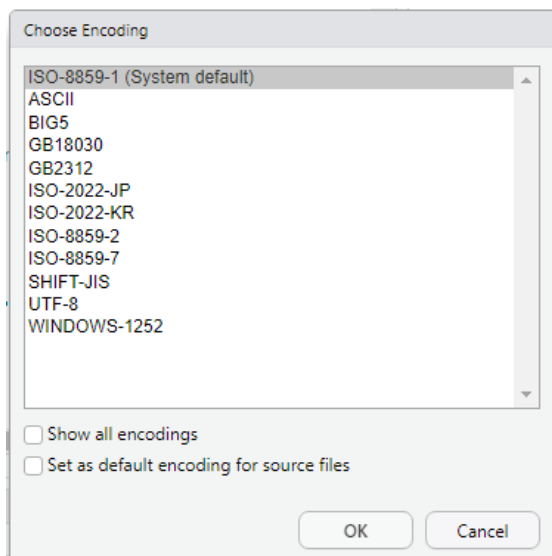 Choose Encoding
ISO-8859-1 (System default)
ASCII
BIG5
GB18030
GB2312
ISO-2022-JP
ISO-2022-KR
ISO-8859-2
ISO-8859-7
SHIFT-JIS
UTF-8
WINDOWS-1252
Show all encodings
Set as default encoding for source files
OK
Cancel